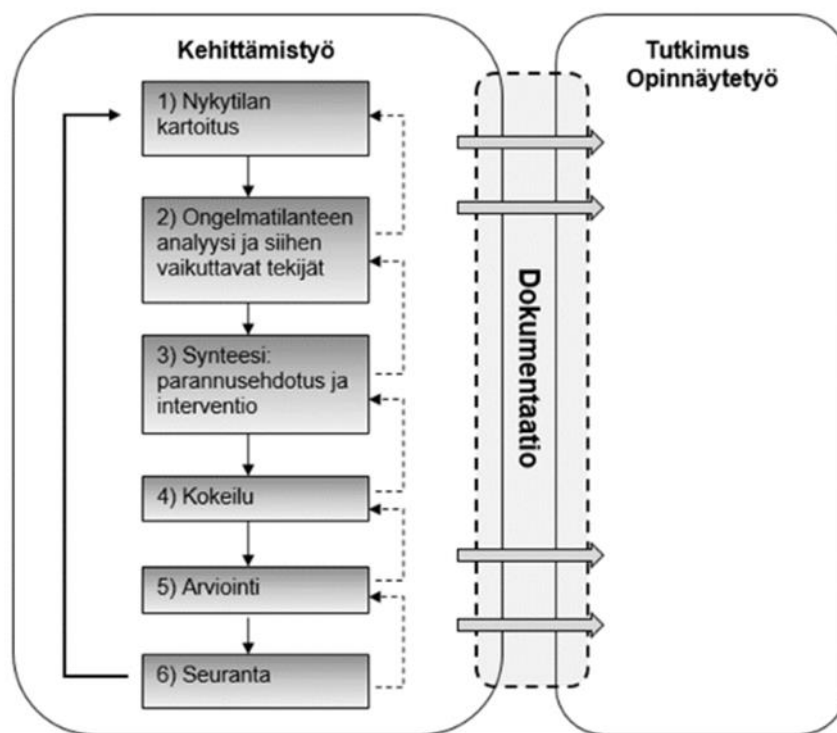 Kehittämistyö
1) Nykytilan
kartoitus
2) Ongelmatilanteen
analyysi ja siihen
vaikuttavat tekijät
3) Synteesi:
parannusehdotus ja
interventio
4) Kokeilu
5) Arviointi
6) Seuranta
Dokumentaatio
Tutkimus
Opinnäytetyö